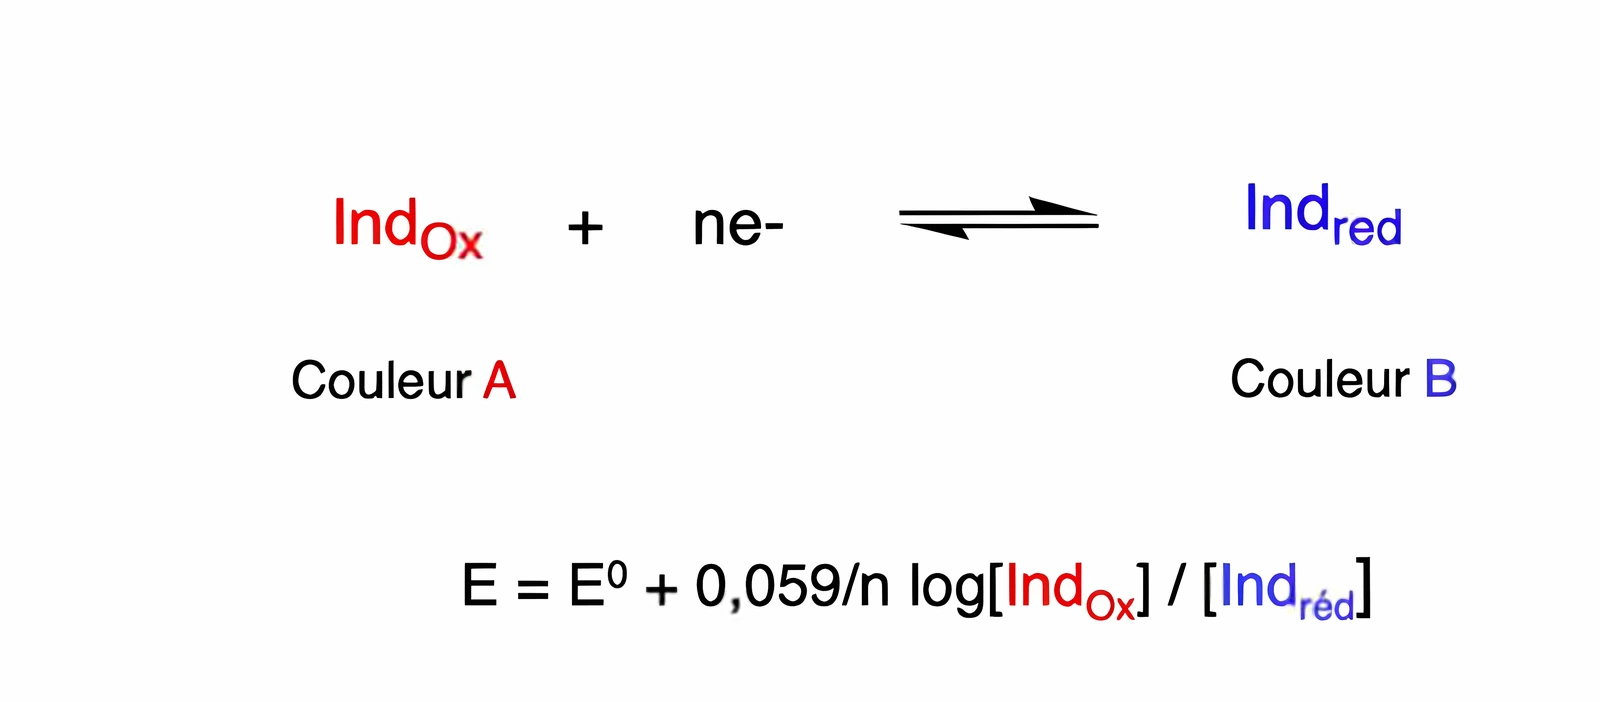 IndOx + ne- ⇌ Indred
Couleur A Couleur B
E = E⁰ + 0,059/n log[IndOx] / [Indréd]